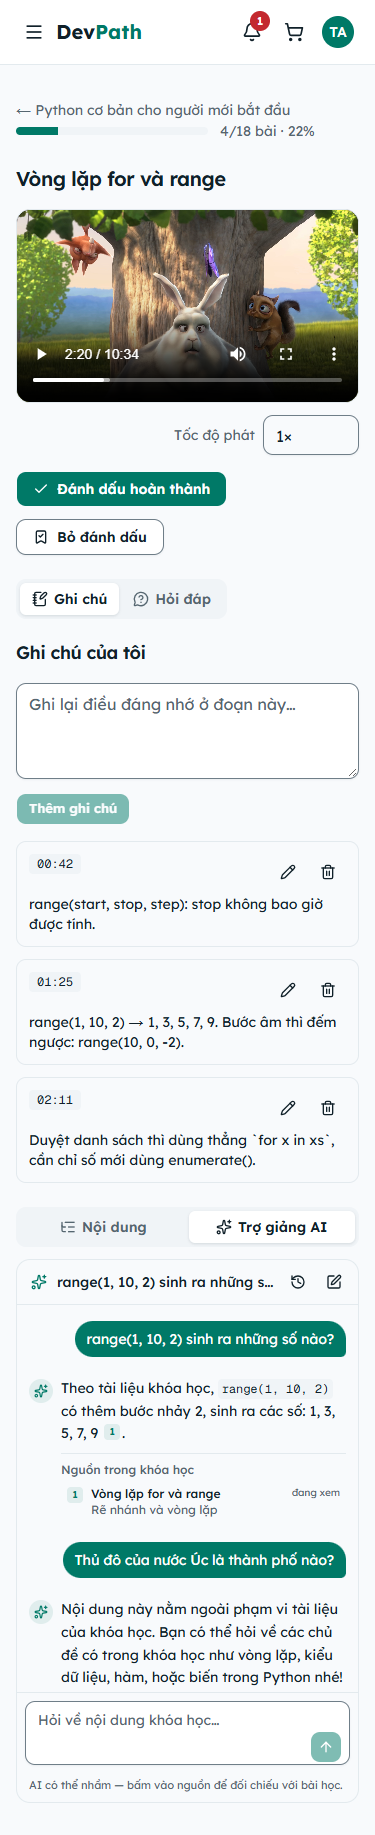 DevPath
1
TA
← Python cơ bản cho người mới bắt đầu
4/18 bài · 22%
Vòng lặp for và range
2:20 / 10:34
Tốc độ phát
1×
Đánh dấu hoàn thành
Bỏ đánh dấu
Ghi chú
Hỏi đáp
Ghi chú của tôi
Ghi lại điều đáng nhớ ở đoạn này...
Thêm ghi chú
00:42
range(start, stop, step): stop không bao giờ
được tính.
01:25
range(1, 10, 2) → 1, 3, 5, 7, 9. Bước âm thì đếm
ngược: range(10, 0, -2).
02:11
Duyệt danh sách thì dùng thẳng `for x in xs`,
cần chỉ số mới dùng enumerate().
Nội dung
Trợ giảng AI
range(1, 10, 2) sinh ra những s...
range(1, 10, 2) sinh ra những số nào?
Theo tài liệu khóa học, range(1, 10, 2)
có thêm bước nhảy 2, sinh ra các số: 1, 3,
5, 7, 9 1 .
Nguồn trong khóa học
1 Vòng lặp for và range đang xem
Rẽ nhánh và vòng lặp
Thủ đô của nước Úc là thành phố nào?
Nội dung này nằm ngoài phạm vi tài liệu
của khóa học. Bạn có thể hỏi về các chủ
đề có trong khóa học như vòng lặp, kiểu
dữ liệu, hàm, hoặc biến trong Python nhé!
Hỏi về nội dung khóa học...
AI có thể nhầm — bấm vào nguồn để đối chiếu với bài học.